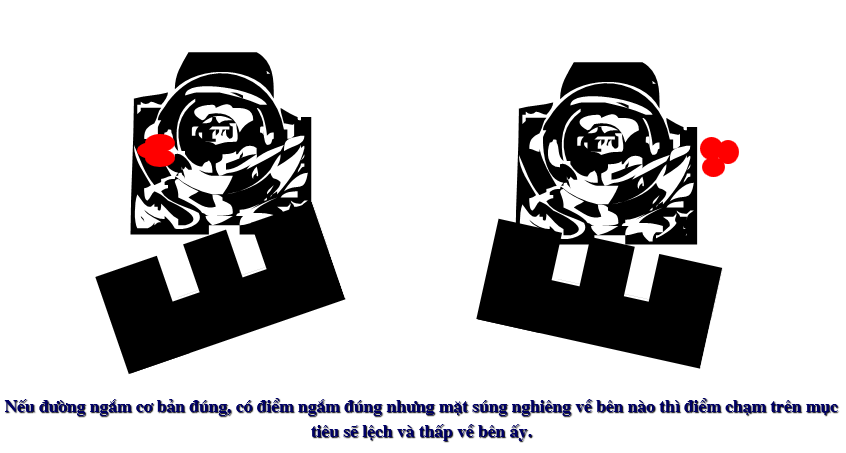 Nếu đường ngắm cơ bản đúng, có điểm ngắm đúng nhưng mặt súng nghiêng về bên nào thì điểm chạm trên mục
tiêu sẽ lệch và thấp về bên ấy.